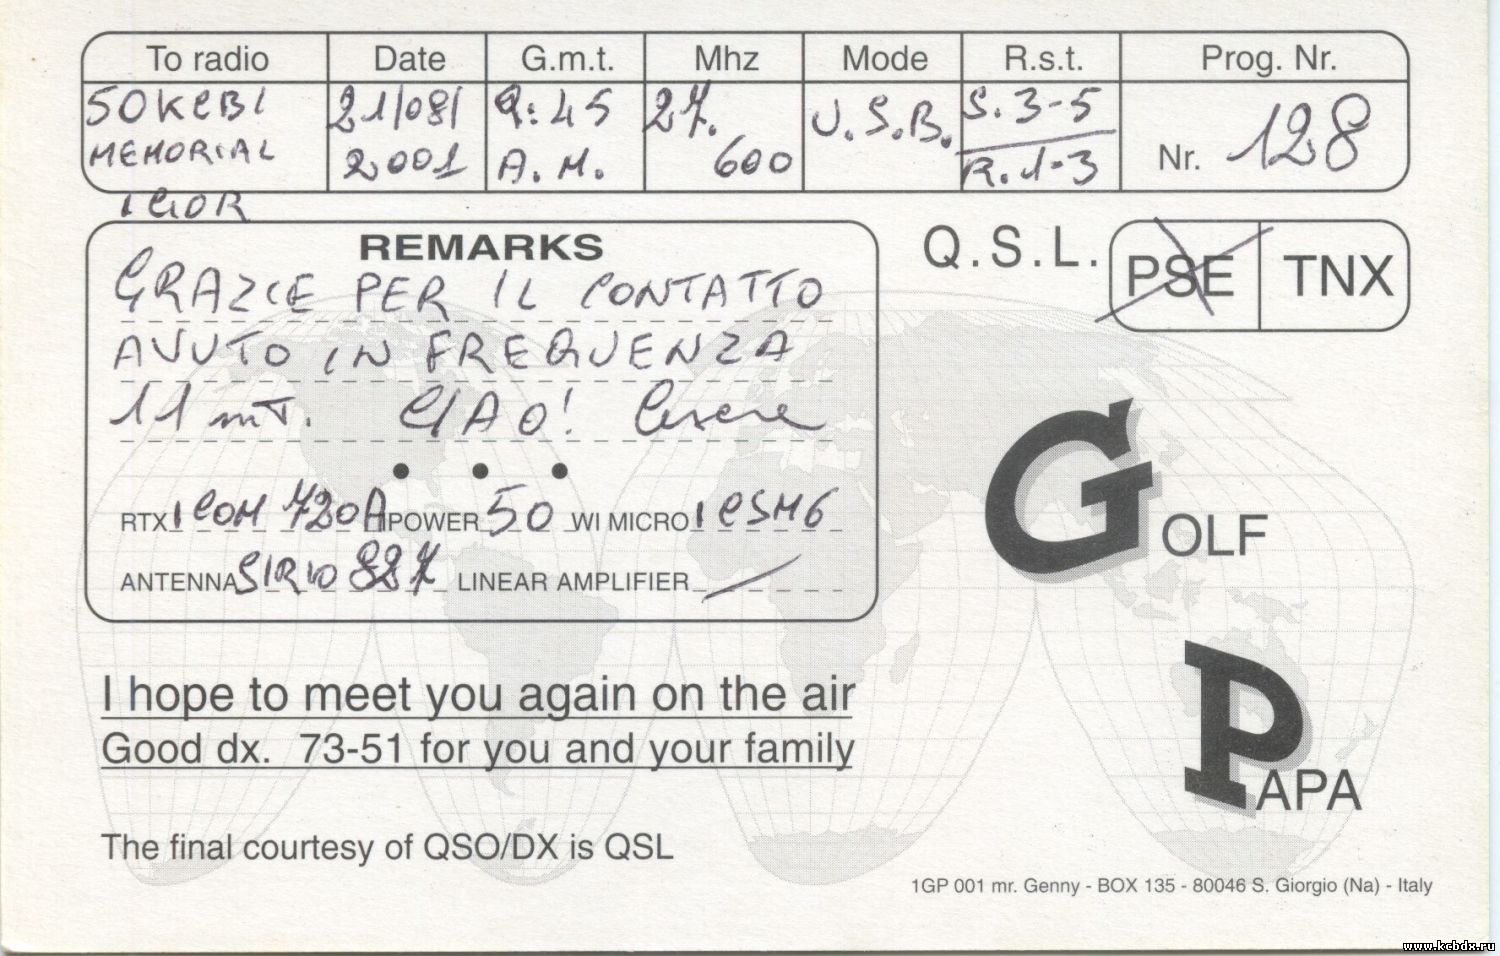 To radio Date G.m.t. Mhz Mode R.s.t. Prog. Nr.
50KCBI 21/08/ 9:45 27. U.S.B. S. 3-5
MEMORIAL 2001 A.M. 600 R. 1-3 Nr. 128
IGOR
REMARKS
Q.S.L. PSE TNX
GRAZIE PER IL CONTATTO
AVUTO IN FREQUENZA
11 mT. CIAO!
RTX ICOM 720A POWER 50 WI MICRO ICSM6
ANTENNA SIRIO 827 LINEAR AMPLIFIER
GOLF
PAPA
I hope to meet you again on the air
Good dx. 73-51 for you and your family
The final courtesy of QSO/DX is QSL
1GP 001 mr. Genny - BOX 135 - 80046 S. Giorgio (Na) - Italy
www.kcbdx.ru